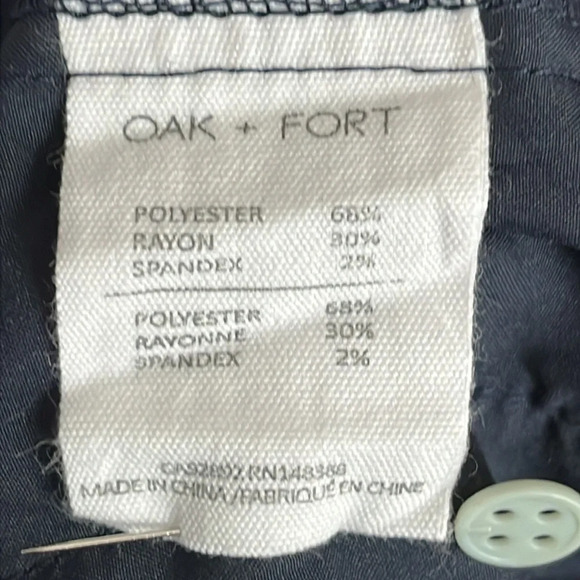 OAK + FORT
POLYESTER 68%
RAYON 30%
SPANDEX 2%
POLYESTER 68%
RAYONNE 30%
SPANDEX 2%
RN148388
MADE IN CHINA/FABRIQUÉ EN CHINE